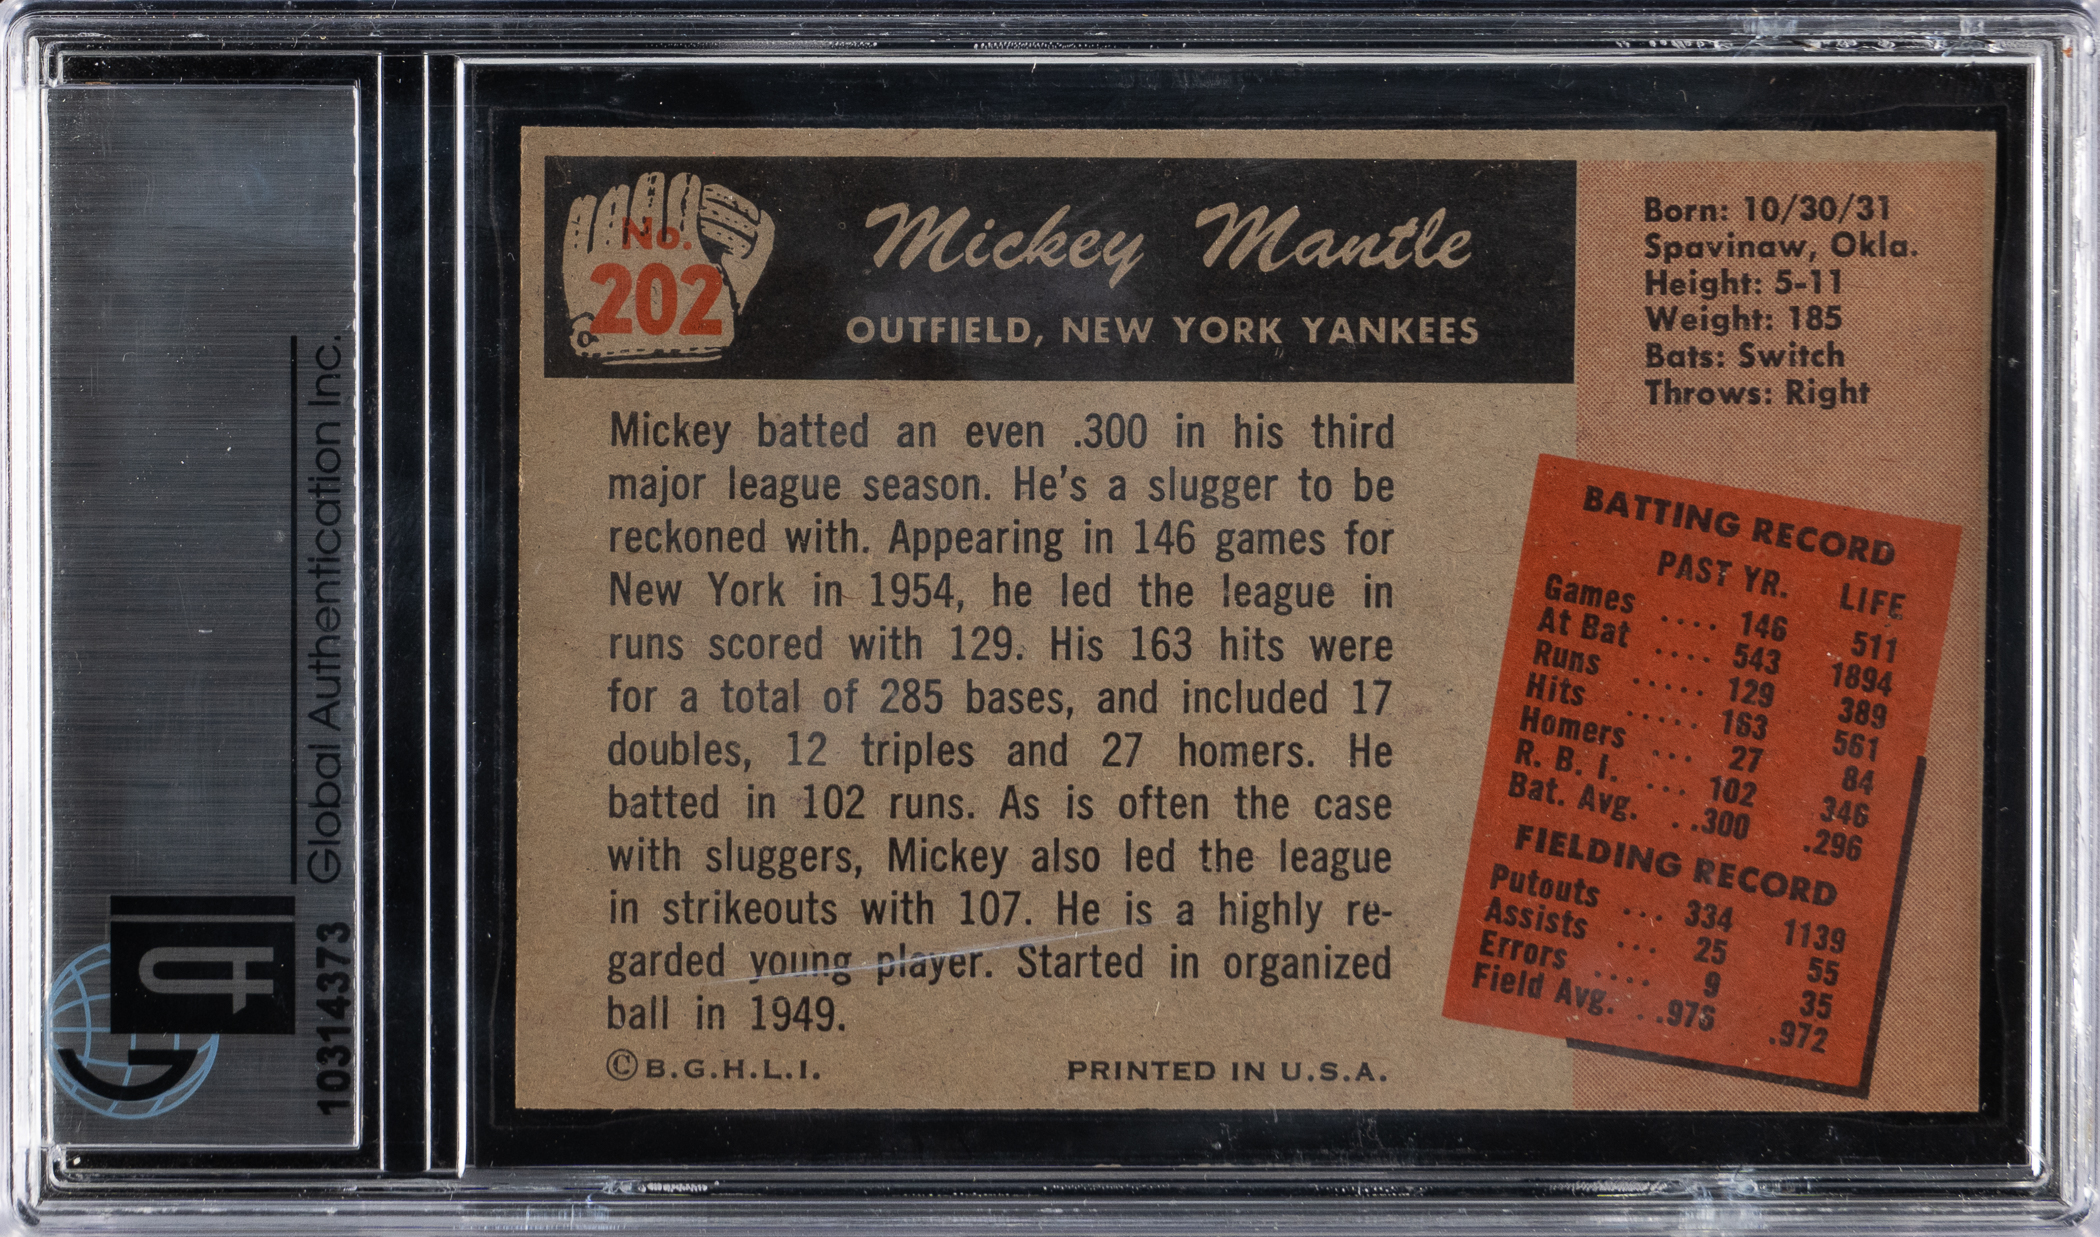 Global Authentication Inc.
10314373
No.
202
Mickey Mantle
OUTFIELD, NEW YORK YANKEES
Born: 10/30/31
Spavinaw, Okla.
Height: 5-11
Weight: 185
Bats: Switch
Throws: Right
Mickey batted an even .300 in his third
major league season. He's a slugger to be
reckoned with. Appearing in 146 games for
New York in 1954, he led the league in
runs scored with 129. His 163 hits were
for a total of 285 bases, and included 17
doubles, 12 triples and 27 homers. He
batted in 102 runs. As is often the case
with sluggers, Mickey also led the league
in strikeouts with 107. He is a highly re-
garded young player. Started in organized
ball in 1949.
© B.G.H.L.I. PRINTED IN U.S.A.
BATTING RECORD
PAST YR. LIFE
Games .... 146 511
At Bat .... 543 1894
Runs ..... 129 389
Hits ..... 163 561
Homers ... 27 84
R. B. I. ... 102 346
Bat. Avg. ..300 .296
FIELDING RECORD
Putouts ... 334 1139
Assists ... 25 55
Errors .... 9 35
Field Avg. ..975 .972